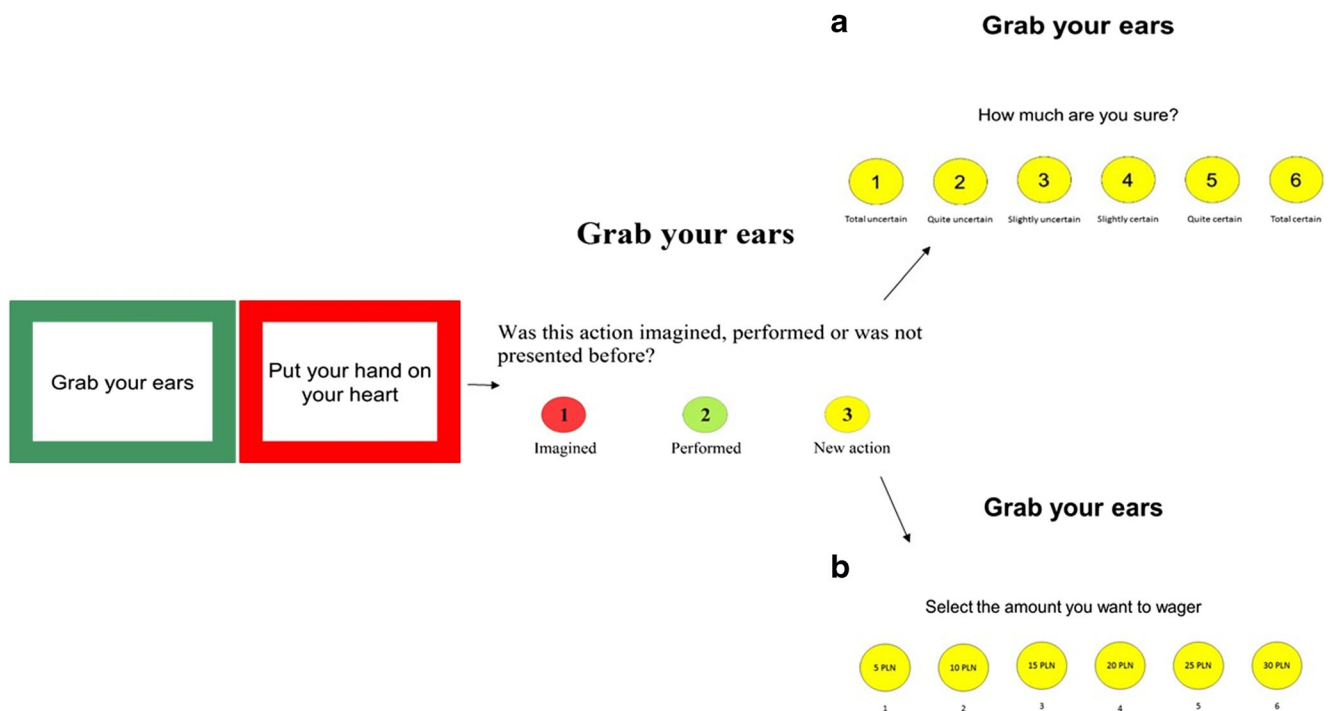 Grab your ears
Put your hand on
your heart
Grab your ears
Was this action imagined, performed or was not
presented before?
1 2 3
Imagined Performed New action
a
Grab your ears
How much are you sure?
1 2 3 4 5 6
Total uncertain Quite uncertain Slightly uncertain Slightly certain Quite certain Total certain
b
Grab your ears
Select the amount you want to wager
5 PLN 10 PLN 15 PLN 20 PLN 25 PLN 30 PLN
1 2 3 4 5 6